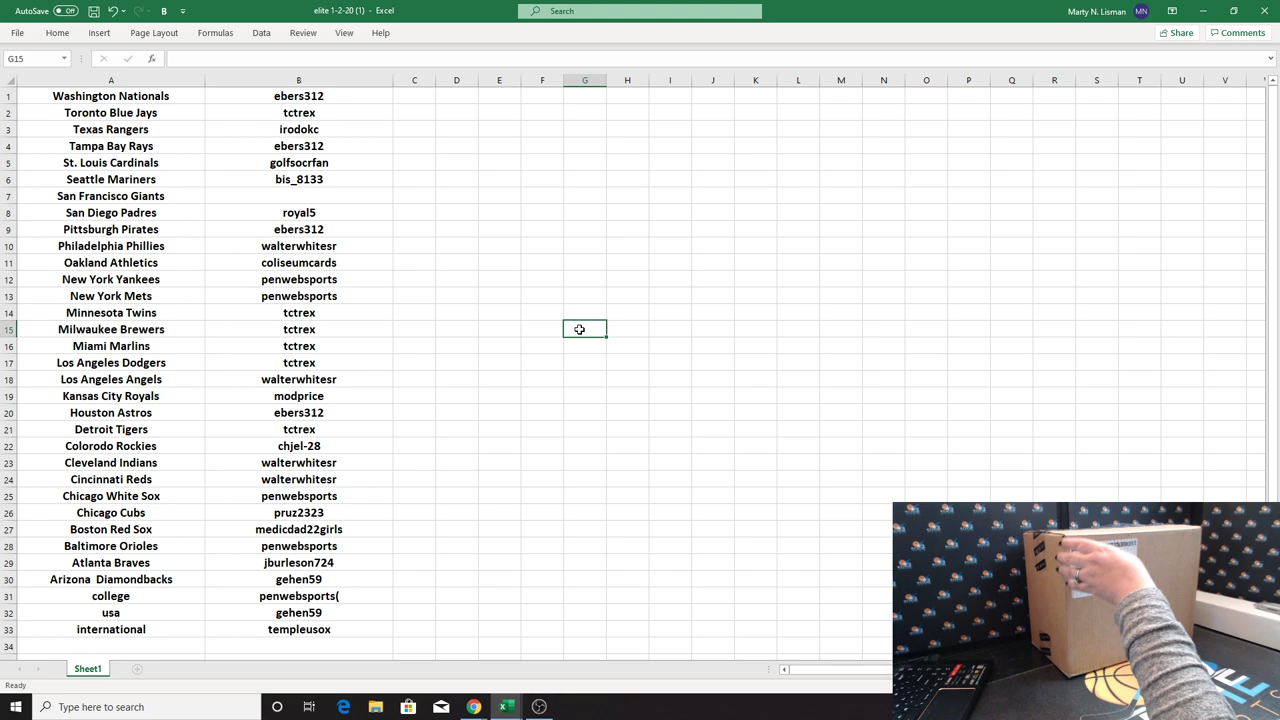 AutoSave Off
elite 1-2-20 (1) - Excel
Search
Marty N. Lisman MN
File Home Insert Page Layout Formulas Data Review View Help
Share Comments
G15 fx
A B C D E F G H I J K L M N O P Q R S T U V
1 Washington Nationals ebers312
2 Toronto Blue Jays tctrex
3 Texas Rangers irodokc
4 Tampa Bay Rays ebers312
5 St. Louis Cardinals golfsocrfan
6 Seattle Mariners bis_8133
7 San Francisco Giants
8 San Diego Padres royal5
9 Pittsburgh Pirates ebers312
10 Philadelphia Phillies walterwhitesr
11 Oakland Athletics coliseumcards
12 New York Yankees penwebsports
13 New York Mets penwebsports
14 Minnesota Twins tctrex
15 Milwaukee Brewers tctrex
16 Miami Marlins tctrex
17 Los Angeles Dodgers tctrex
18 Los Angeles Angels walterwhitesr
19 Kansas City Royals modprice
20 Houston Astros ebers312
21 Detroit Tigers tctrex
22 Colorodo Rockies chjel-28
23 Cleveland Indians walterwhitesr
24 Cincinnati Reds walterwhitesr
25 Chicago White Sox penwebsports
26 Chicago Cubs pruz2323
27 Boston Red Sox medicdad22girls
28 Baltimore Orioles penwebsports
29 Atlanta Braves jburleson724
30 Arizona Diamondbacks gehen59
31 college penwebsports(
32 usa gehen59
33 international templeusox
34
Sheet1
Ready
Type here to search